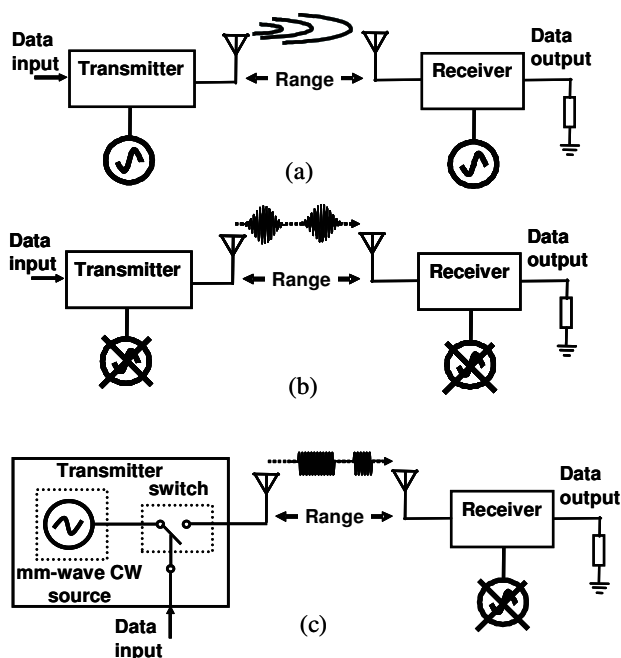 Data
input
Transmitter
Range
Receiver
Data
output
(a)
Data
input
Transmitter
Range
Receiver
Data
output
(b)
Transmitter
switch
mm-wave CW
source
Data
input
Range
Receiver
Data
output
(c)